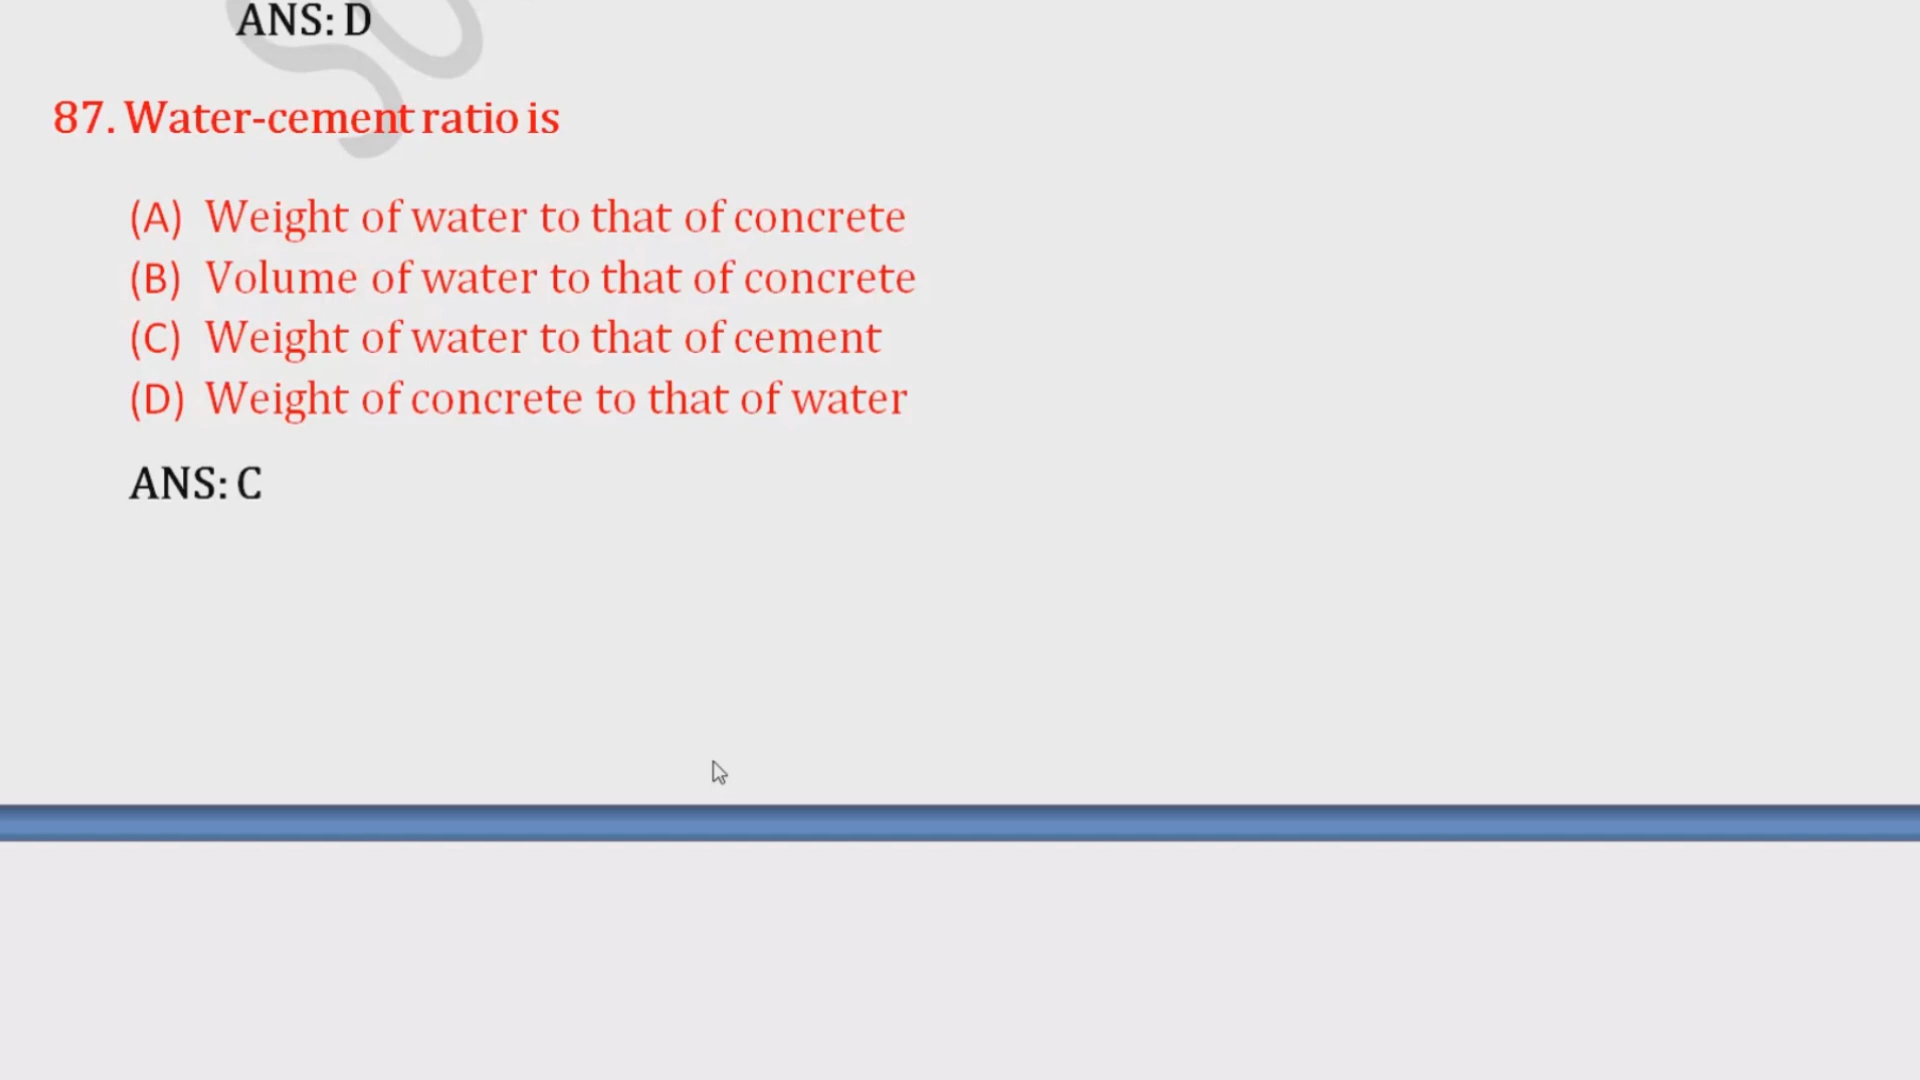 ANS: D
87. Water-cement ratio is
(A) Weight of water to that of concrete
(B) Volume of water to that of concrete
(C) Weight of water to that of cement
(D) Weight of concrete to that of water
ANS: C